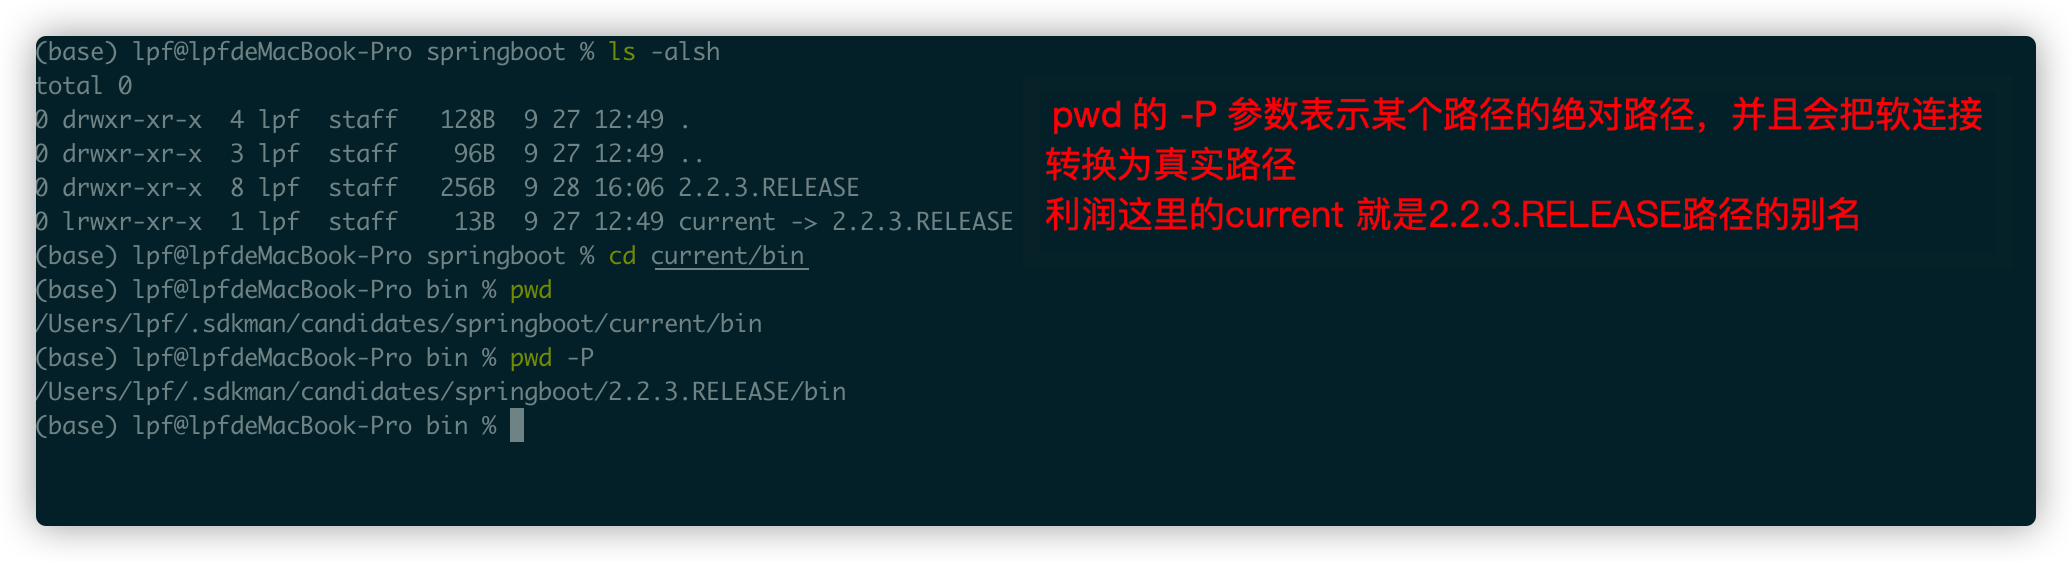 (base) lpf@lpfdeMacBook-Pro springboot % ls -alsh
total 0
0 drwxr-xr-x  4 lpf  staff   128B  9 27 12:49 .
0 drwxr-xr-x  3 lpf  staff    96B  9 27 12:49 ..
0 drwxr-xr-x  8 lpf  staff   256B  9 28 16:06 2.2.3.RELEASE
0 lrwxr-xr-x  1 lpf  staff    13B  9 27 12:49 current -> 2.2.3.RELEASE
(base) lpf@lpfdeMacBook-Pro springboot % cd current/bin
(base) lpf@lpfdeMacBook-Pro bin % pwd
/Users/lpf/.sdkman/candidates/springboot/current/bin
(base) lpf@lpfdeMacBook-Pro bin % pwd -P
/Users/lpf/.sdkman/candidates/springboot/2.2.3.RELEASE/bin
(base) lpf@lpfdeMacBook-Pro bin %
pwd 的 -P 参数表示某个路径的绝对路径，并且会把软连接
转换为真实路径
利润这里的current 就是2.2.3.RELEASE路径的别名